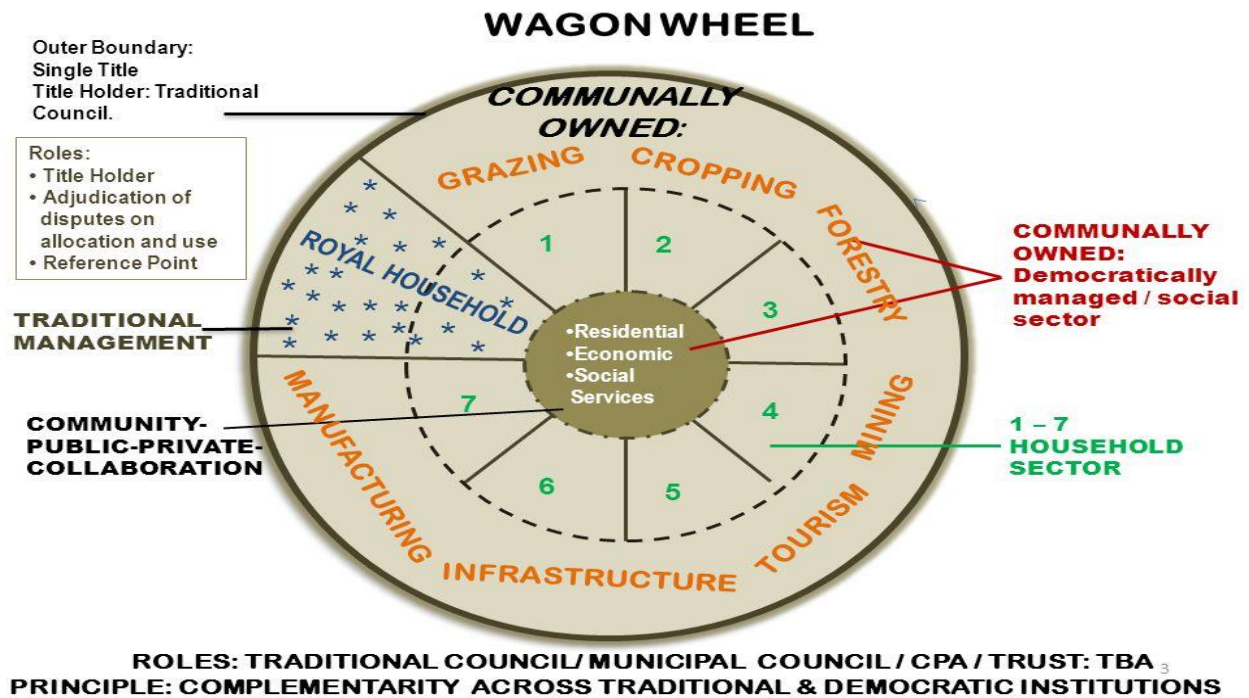 WAGON WHEEL
Outer Boundary:
Single Title
Title Holder: Traditional
Council.
Roles:
• Title Holder
• Adjudication of
disputes on
allocation and use
• Reference Point
TRADITIONAL
MANAGEMENT
COMMUNITY-
PUBLIC-PRIVATE-
COLLABORATION
COMMUNALLY
OWNED:
GRAZING
CROPPING
FORESTRY
MINING
TOURISM
INFRASTRUCTURE
MANUFACTURING
ROYAL HOUSEHOLD
1
2
3
4
5
6
7
•Residential
•Economic
•Social
Services
COMMUNALLY
OWNED:
Democratically
managed / social
sector
1 – 7
HOUSEHOLD
SECTOR
ROLES: TRADITIONAL COUNCIL/ MUNICIPAL COUNCIL / CPA / TRUST: TBA
3
PRINCIPLE: COMPLEMENTARITY ACROSS TRADITIONAL & DEMOCRATIC INSTITUTIONS